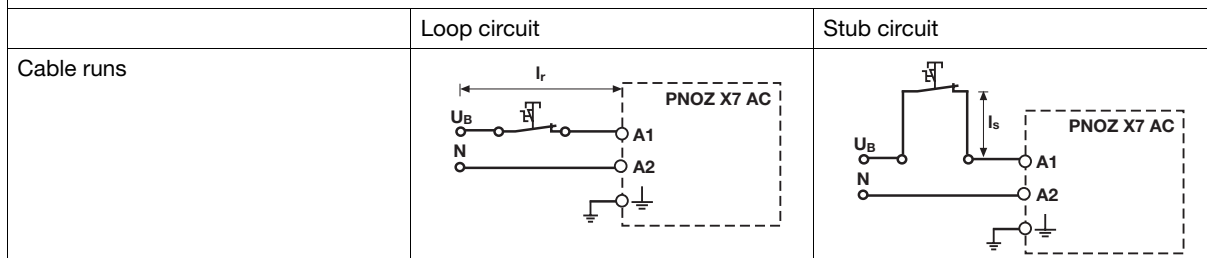 Loop circuit
Stub circuit
Cable runs
lr
PNOZ X7 AC
UB
A1
N
A2
ls
PNOZ X7 AC
UB
A1
N
A2